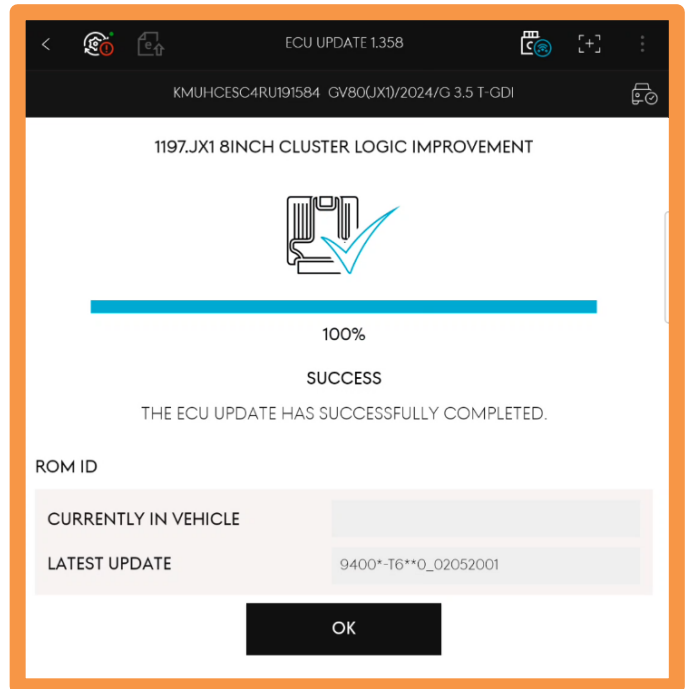 ECU UPDATE 1.358
KMUHCESC4RU191584 GV80(JX1)/2024/G 3.5 T-GDI
1197.JX1 8INCH CLUSTER LOGIC IMPROVEMENT
100%
SUCCESS
THE ECU UPDATE HAS SUCCESSFULLY COMPLETED.
ROM ID
CURRENTLY IN VEHICLE
LATEST UPDATE 9400*-T6**0_02052001
OK